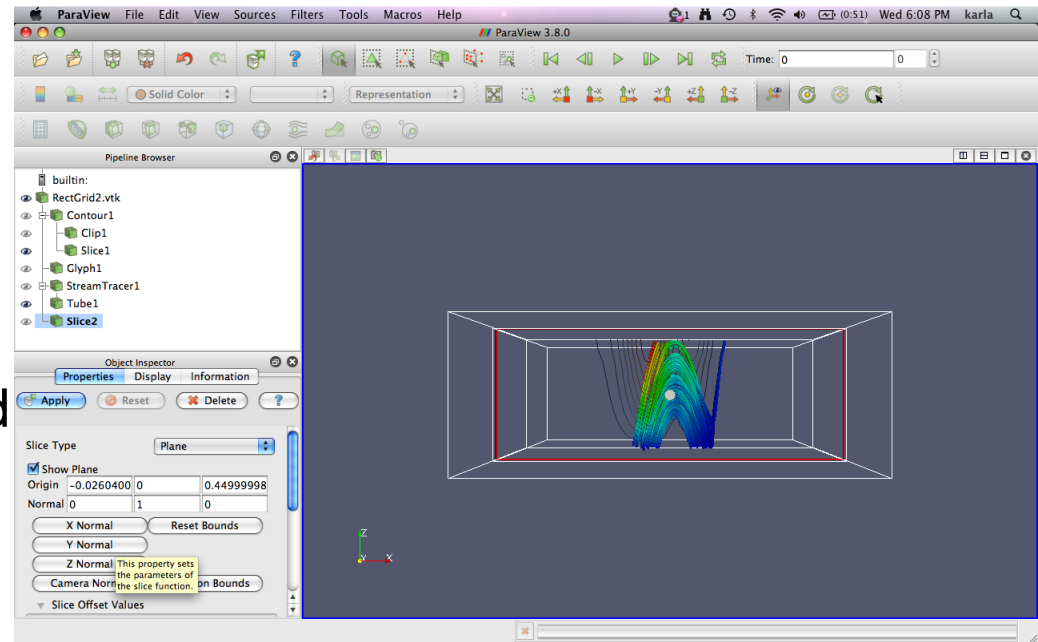 ParaView File Edit View Sources Filters Tools Macros Help 1 (0:51) Wed 6:08 PM karla
ParaView 3.8.0
Time: 0 0
Solid Color Representation +X -X +Y -Y +Z -Z
Pipeline Browser
builtin:
RectGrid2.vtk
Contour1
Clip1
Slice1
Glyph1
StreamTracer1
Tube1
Slice2
Object Inspector
Properties Display Information
Apply Reset Delete ?
d
Slice Type Plane
Show Plane
Origin -0.0260400 0 0.44999998
Normal 0 1 0
X Normal Reset Bounds
Y Normal
Z Normal
This property sets
the parameters of
the slice function.
Camera Norm on Bounds
Slice Offset Values
Z
Y X